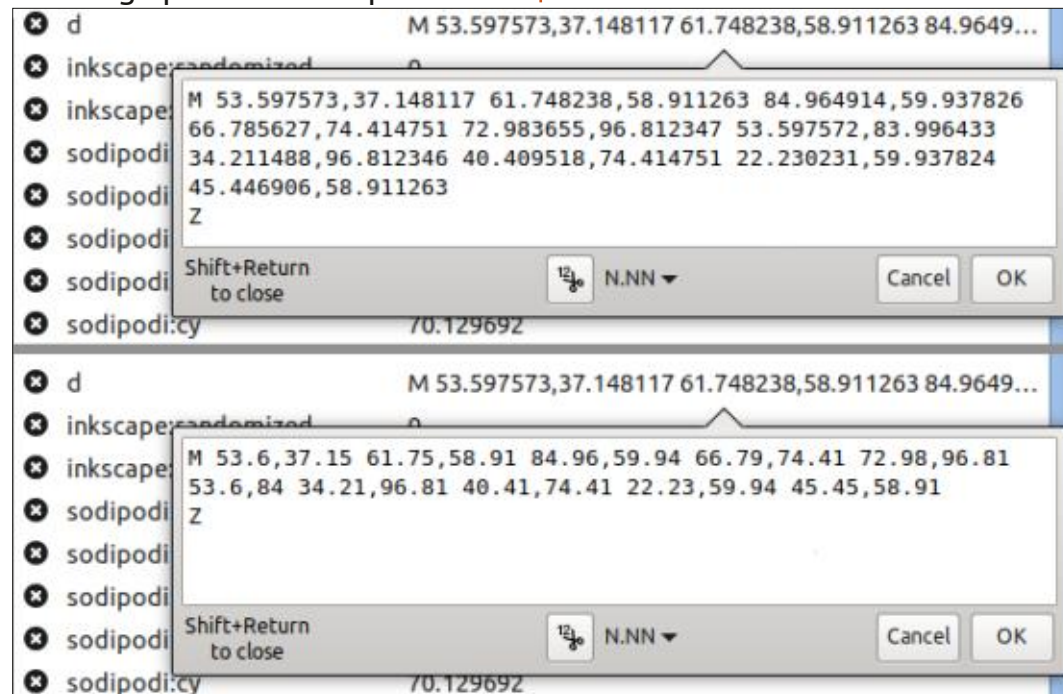 d M 53.597573,37.148117 61.748238,58.911263 84.9649...
inkscape:randomized 0
inkscape:
M 53.597573,37.148117 61.748238,58.911263 84.964914,59.937826
66.785627,74.414751 72.983655,96.812347 53.597572,83.996433
34.211488,96.812346 40.409518,74.414751 22.230231,59.937824
45.446906,58.911263
Z
sodipodi
sodipodi
sodipodi
sodipodi
Shift+Return
to close
N.NN
Cancel
OK
sodipodi:cy 70.129692
d M 53.597573,37.148117 61.748238,58.911263 84.9649...
inkscape:randomized 0
inkscape:
M 53.6,37.15 61.75,58.91 84.96,59.94 66.79,74.41 72.98,96.81
53.6,84 34.21,96.81 40.41,74.41 22.23,59.94 45.45,58.91
Z
sodipodi
sodipodi
sodipodi
sodipodi
Shift+Return
to close
N.NN
Cancel
OK
sodipodi:cy 70.129692